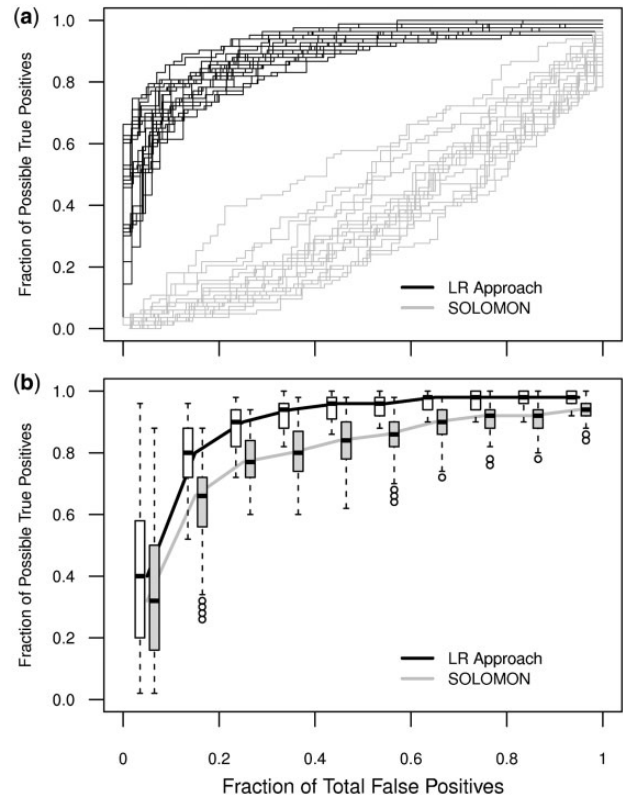 (a)
1.0
0.8
0.6
0.4
0.2
0.0
Fraction of Possible True Positives
LR Approach
SOLOMON
(b)
1.0
0.8
0.6
0.4
0.2
0.0
Fraction of Possible True Positives
LR Approach
SOLOMON
0 0.2 0.4 0.6 0.8 1
Fraction of Total False Positives